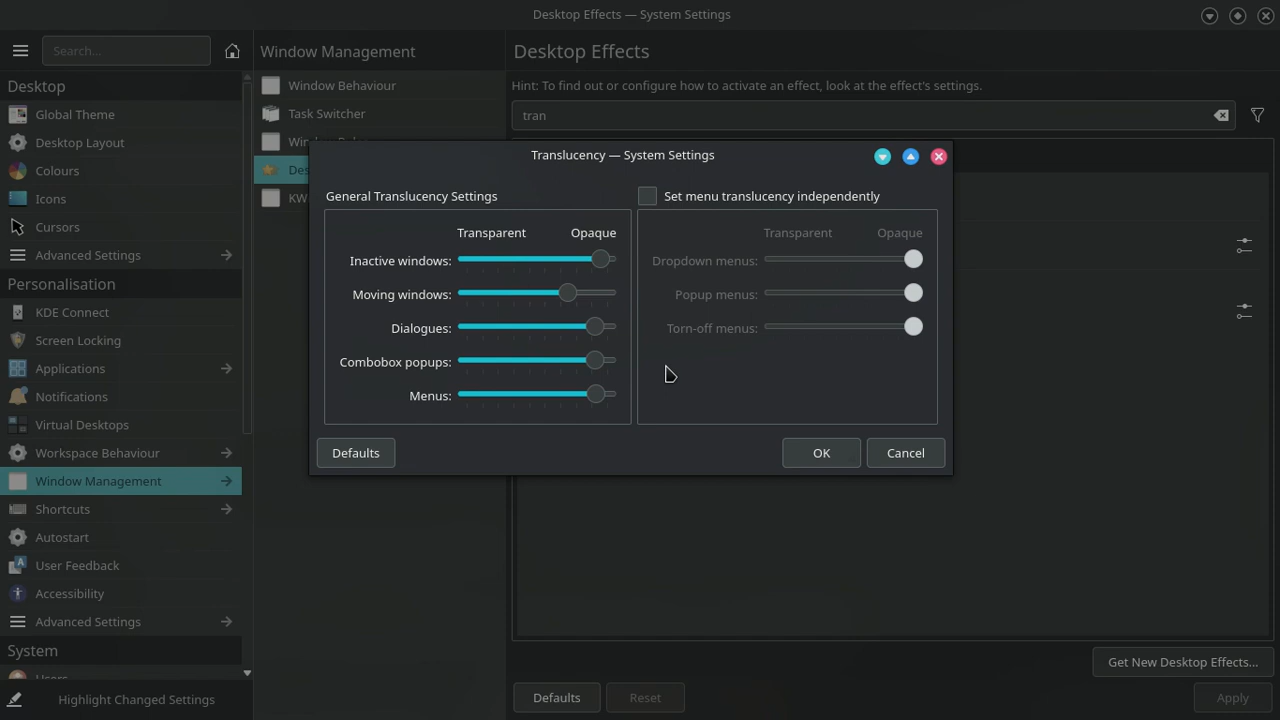 Desktop Effects — System Settings
Search...
Window Management
Desktop Effects
Desktop
Global Theme
Desktop Layout
Colours
Icons
Cursors
Advanced Settings
Personalisation
KDE Connect
Screen Locking
Applications
Notifications
Virtual Desktops
Workspace Behaviour
Window Management
Shortcuts
Autostart
User Feedback
Accessibility
Advanced Settings
System
Highlight Changed Settings
Window Behaviour
Task Switcher
Hint: To find out or configure how to activate an effect, look at the effect's settings.
tran
Translucency — System Settings
General Translucency Settings
Transparent Opaque
Inactive windows:
Moving windows:
Dialogues:
Combobox popups:
Menus:
Set menu translucency independently
Transparent Opaque
Dropdown menus:
Popup menus:
Torn-off menus:
Defaults
OK
Cancel
Get New Desktop Effects...
Defaults
Reset
Apply